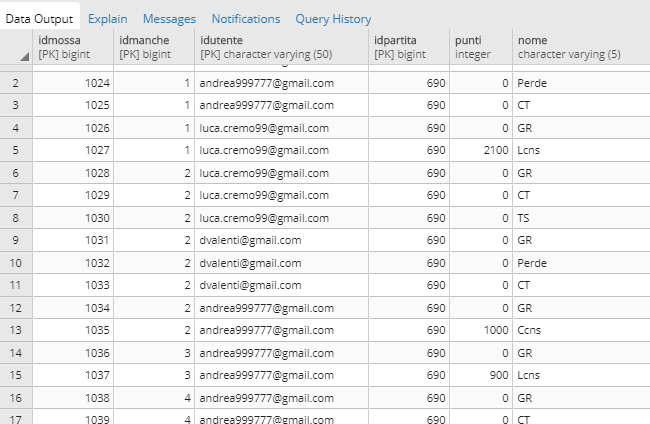 Data Output Explain Messages Notifications Query History
idmossa idmanche idutente idpartita punti nome
[PK] bigint [PK] bigint [PK] character varying (50) [PK] bigint integer character varying (5)
2 1024 1 andrea999777@gmail.com 690 0 Perde
3 1025 1 andrea999777@gmail.com 690 0 CT
4 1026 1 luca.cremo99@gmail.com 690 0 GR
5 1027 1 luca.cremo99@gmail.com 690 2100 Lcns
6 1028 2 luca.cremo99@gmail.com 690 0 GR
7 1029 2 luca.cremo99@gmail.com 690 0 CT
8 1030 2 luca.cremo99@gmail.com 690 0 TS
9 1031 2 dvalenti@gmail.com 690 0 GR
10 1032 2 dvalenti@gmail.com 690 0 Perde
11 1033 2 dvalenti@gmail.com 690 0 CT
12 1034 2 andrea999777@gmail.com 690 0 GR
13 1035 2 andrea999777@gmail.com 690 1000 Ccns
14 1036 3 andrea999777@gmail.com 690 0 GR
15 1037 3 andrea999777@gmail.com 690 900 Lcns
16 1038 4 andrea999777@gmail.com 690 0 GR
17 1039 4 andrea999777@gmail.com 690 0 CT